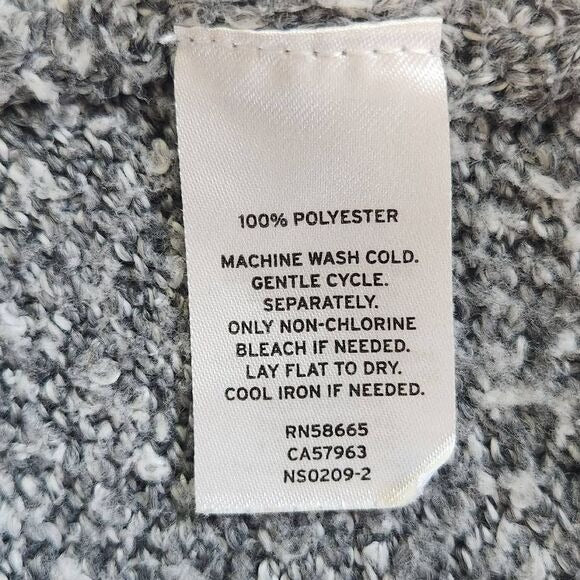 100% POLYESTER
MACHINE WASH COLD.
GENTLE CYCLE.
SEPARATELY.
ONLY NON-CHLORINE
BLEACH IF NEEDED.
LAY FLAT TO DRY.
COOL IRON IF NEEDED.
RN58665
CA57963
NS0209-2